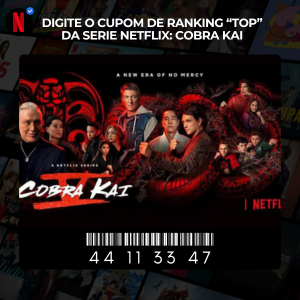 N
DIGITE O CUPOM DE RANKING “TOP”
DA SERIE NETFLIX: COBRA KAI
A NEW ERA OF NO MERCY
A NETFLIX SERIES
COBRA KAI
V
NETFL
44 11 33 47